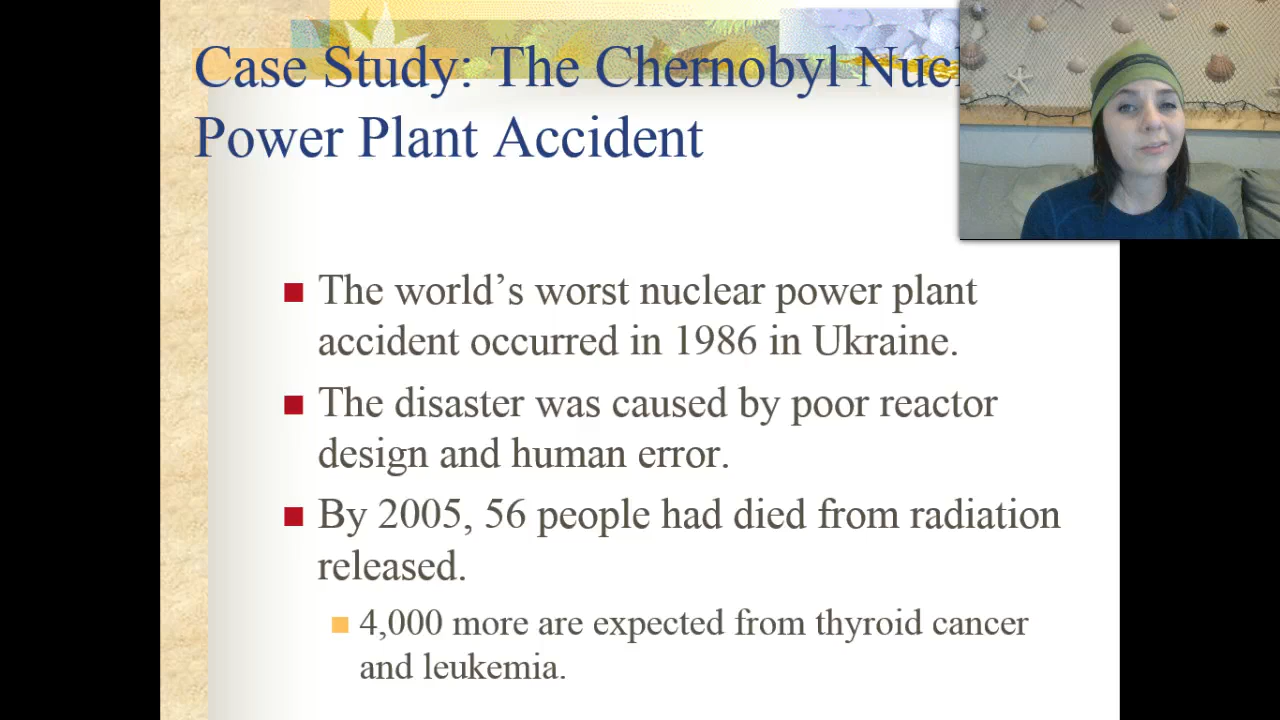 Case Study: The Chernobyl
Power Plant Accident
The world's worst nuclear power plant
accident occurred in 1986 in Ukraine.
The disaster was caused by poor reactor
design and human error.
By 2005, 56 people had died from radiation
released.
4,000 more are expected from thyroid cancer
and leukemia.